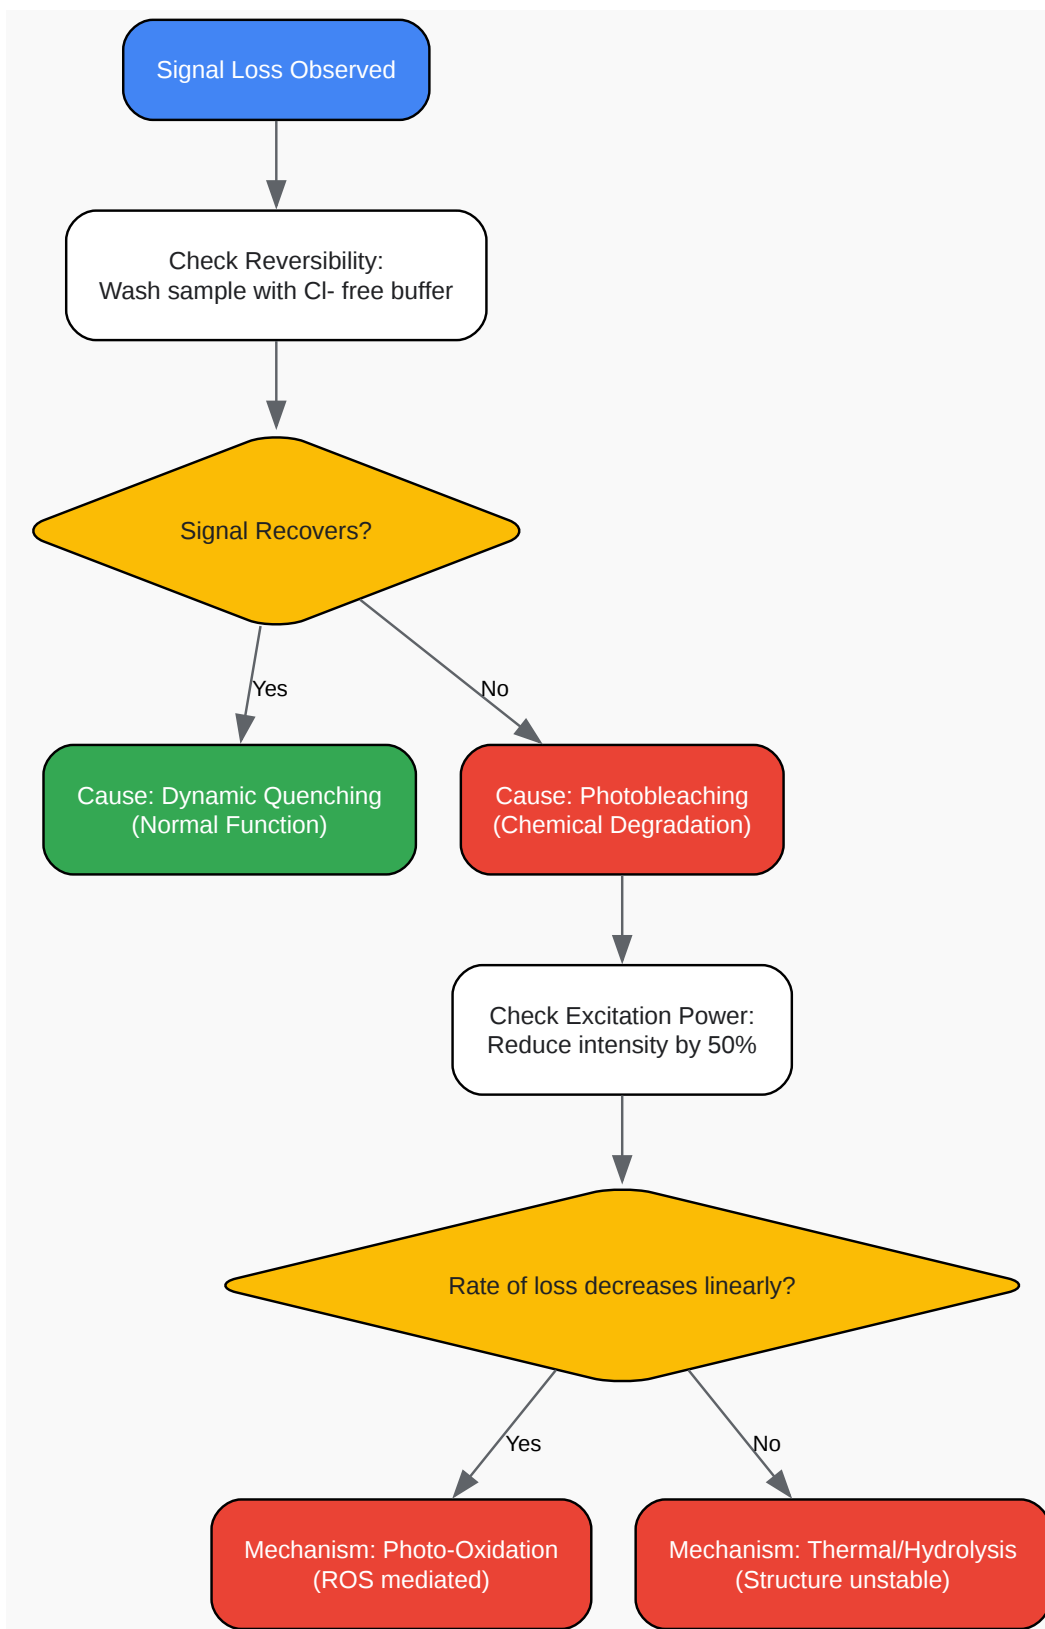 Signal Loss Observed
Check Reversibility:
Wash sample with Cl- free buffer
Signal Recovers?
Yes
No
Cause: Dynamic Quenching
(Normal Function)
Cause: Photobleaching
(Chemical Degradation)
Check Excitation Power:
Reduce intensity by 50%
Rate of loss decreases linearly?
Yes
No
Mechanism: Photo-Oxidation
(ROS mediated)
Mechanism: Thermal/Hydrolysis
(Structure unstable)